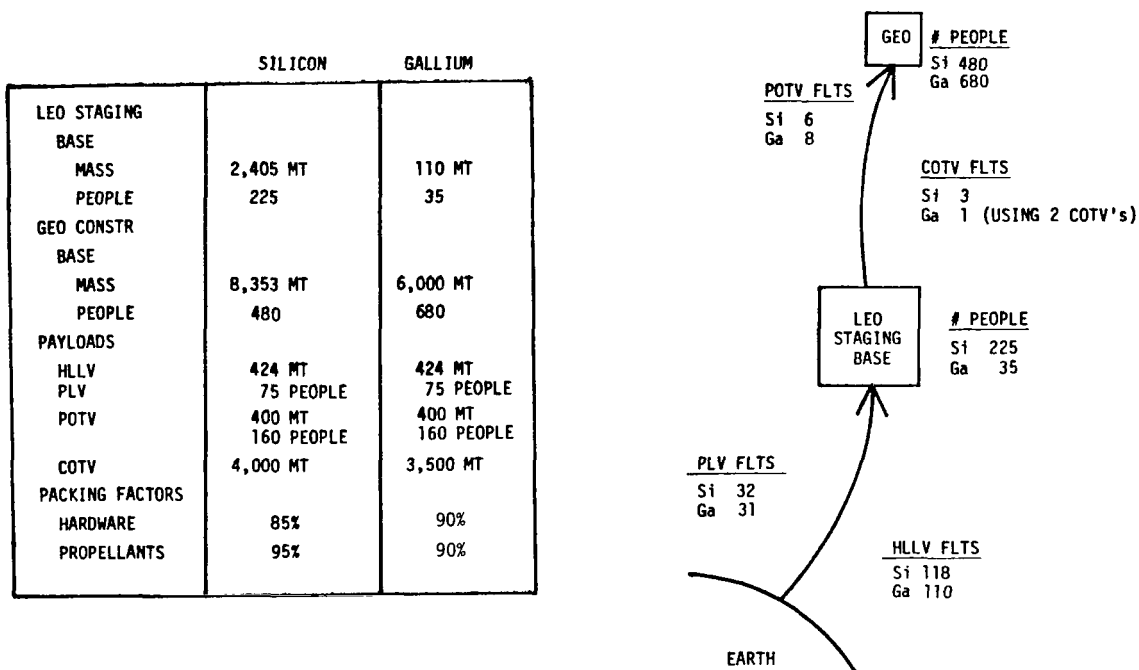 SILICON GALLIUM
LEO STAGING
BASE
MASS 2,405 MT 110 MT
PEOPLE 225 35
GEO CONSTR
BASE
MASS 8,353 MT 6,000 MT
PEOPLE 480 680
PAYLOADS
HLLV 424 MT 424 MT
PLV 75 PEOPLE 75 PEOPLE
POTV 400 MT 400 MT
160 PEOPLE 160 PEOPLE
COTV 4,000 MT 3,500 MT
PACKING FACTORS
HARDWARE 85% 90%
PROPELLANTS 95% 90%
GEO
# PEOPLE
Si 480
Ga 680
POTV FLTS
Si 6
Ga 8
COTV FLTS
Si 3
Ga 1 (USING 2 COTV's)
LEO
STAGING
BASE
# PEOPLE
Si 225
Ga 35
PLV FLTS
Si 32
Ga 31
HLLV FLTS
Si 118
Ga 110
EARTH